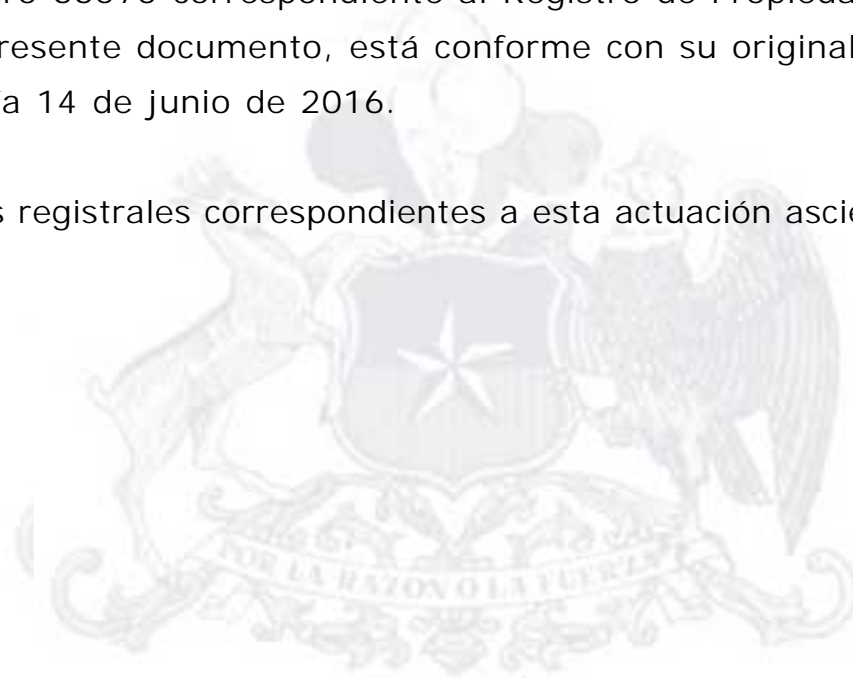 correspondiente al Registro de
resente documento, está conforme con su original
a 14 de junio de 2016.
s registrales correspondientes a esta actuación
POR LA RAZON O LA FUERZA